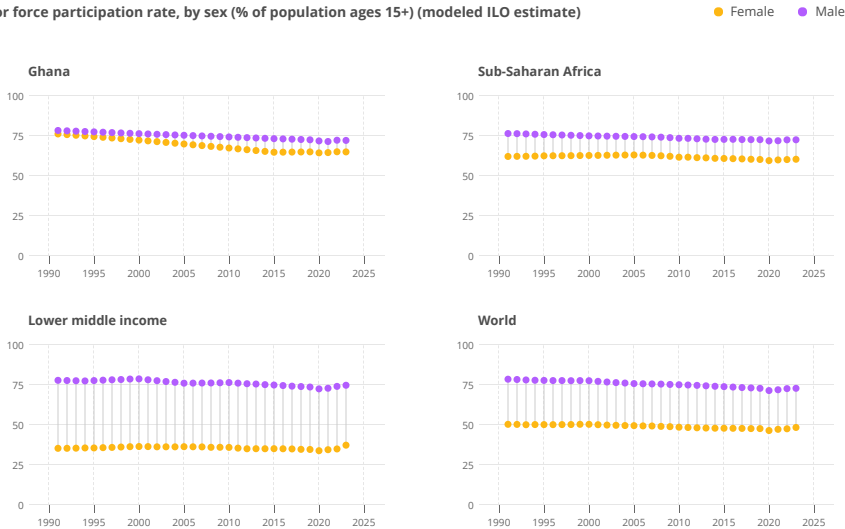 or force participation rate, by sex (% of population ages 15+) (modeled ILO estimate) Female Male
Ghana Sub-Saharan Africa
100 100
75 75
50 50
25 25
0 0
1990 1995 2000 2005 2010 2015 2020 2025 1990 1995 2000 2005 2010 2015 2020 2025
Lower middle income World
100 100
75 75
50 50
25 25
0 0
1990 1995 2000 2005 2010 2015 2020 2025 1990 1995 2000 2005 2010 2015 2020 2025